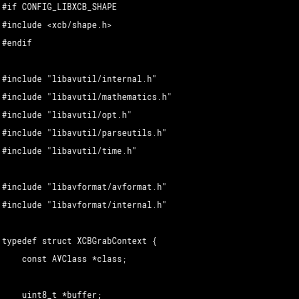 #if CONFIG_LIBXCB_SHAPE
#include <xcb/shape.h>
#endif
#include "libavutil/internal.h"
#include "libavutil/mathematics.h"
#include "libavutil/opt.h"
#include "libavutil/parseutils.h"
#include "libavutil/time.h"
#include "libavformat/avformat.h"
#include "libavformat/internal.h"
typedef struct XCBGrabContext {
    const AVClass *class;
    uint8_t *buffer;